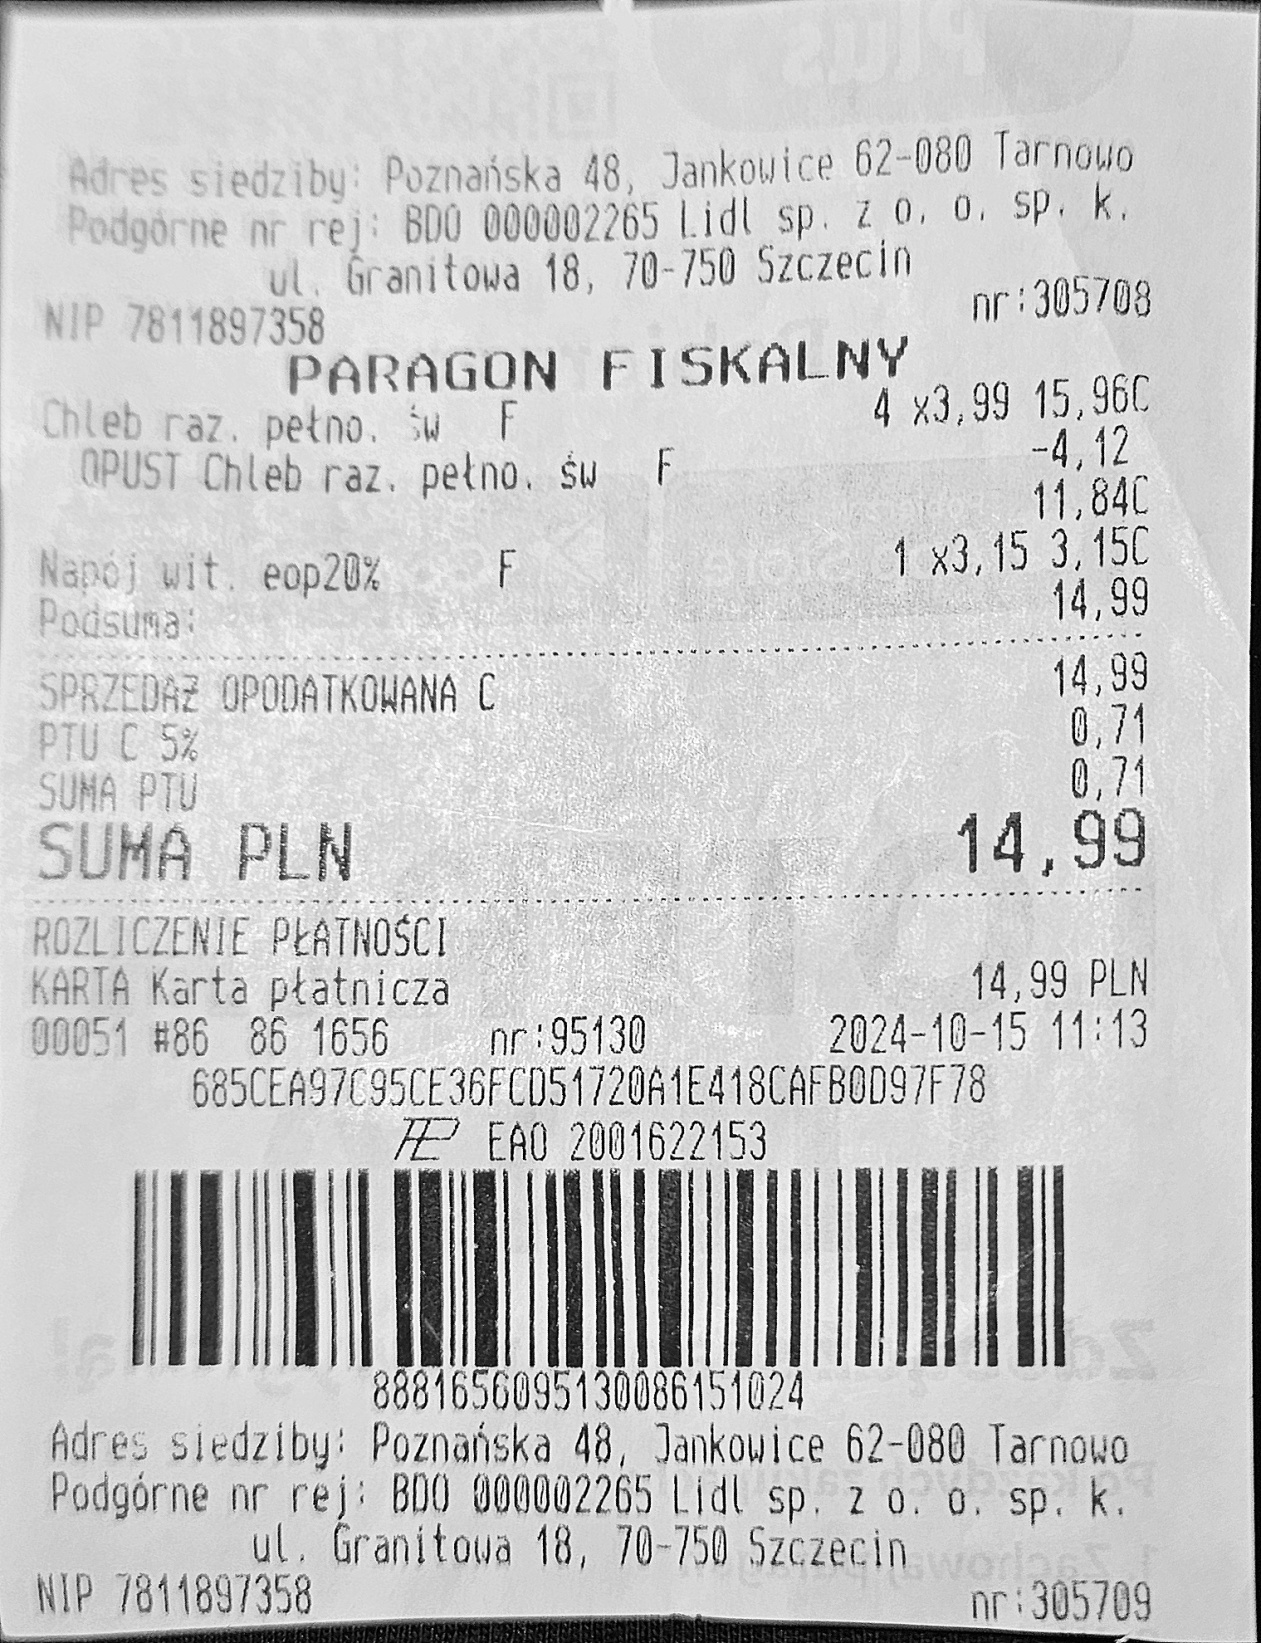 Adres siedziby: Poznańska 48, Jankowice 62-080 Tarnowo
Podgórne nr rej: BDO 000002265 Lidl sp. z o. o. sp. k.
ul. Granitowa 18, 70-750 Szczecin
NIP 7811897358 nr:305708
PARAGON FISKALNY
Chleb raz. pełno. św F 4 x3,99 15,96C
OPUST Chleb raz. pełno. św F -4,12
11,84C
Napój wit. eop20% F 1 x3,15 3,15C
Podsuma: 14,99
SPRZEDAŻ OPODATKOWANA C 14,99
PTU C 5% 0,71
SUMA PTU 0,71
SUMA PLN 14,99
ROZLICZENIE PŁATNOŚCI
KARTA Karta płatnicza 14,99 PLN
00051 #86 86 1656 nr:95130 2024-10-15 11:13
685CEA97C95CE36FCD51720A1E418CAFB0D97F78
EAO 2001622153
8881656095130086151024
Adres siedziby: Poznańska 48, Jankowice 62-080 Tarnowo
Podgórne nr rej: BDO 000002265 Lidl sp. z o. o. sp. k.
ul. Granitowa 18, 70-750 Szczecin
NIP 7811897358 nr:305709